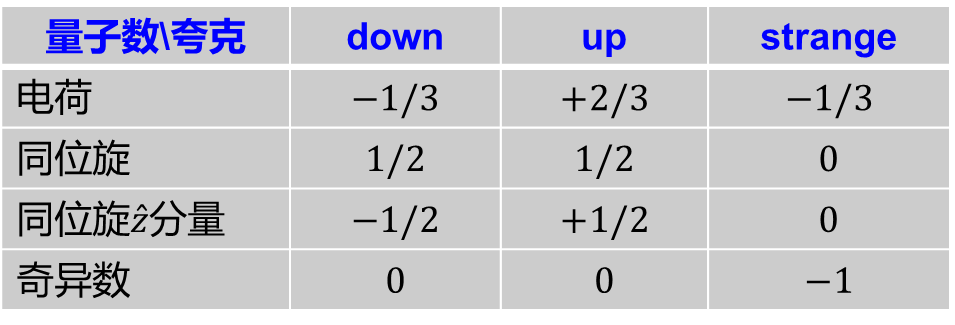 量子数\夸克 down up strange
电荷 −1/3 +2/3 −1/3
同位旋 1/2 1/2 0
同位旋ẑ分量 −1/2 +1/2 0
奇异数 0 0 −1